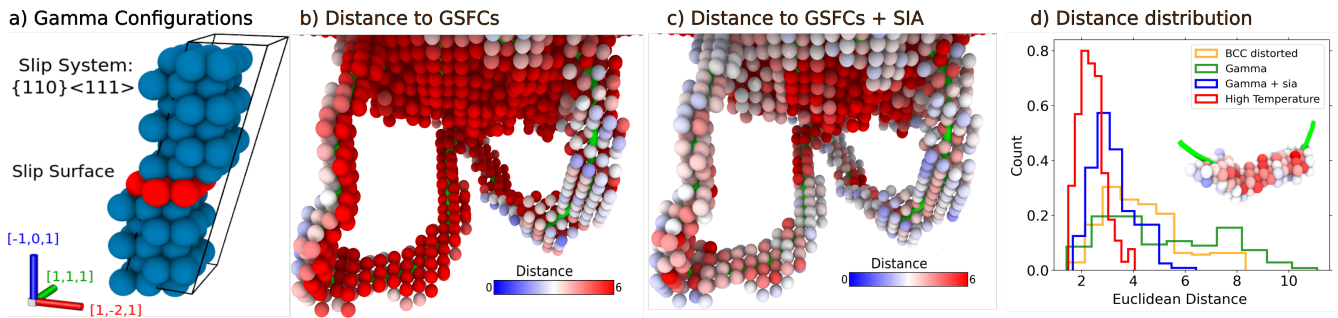 a) Gamma Configurations
Slip System:
{110}<111>
Slip Surface
[-1,0,1]
[1,1,1]
[1,-2,1]
b) Distance to GSFCs
Distance
0
6
c) Distance to GSFCs + SIA
Distance
0
6
d) Distance distribution
BCC distorted
Gamma
Gamma + sia
High Temperature
Count
0.8
0.6
0.4
0.2
0.0
2 4 6 8 10
Euclidean Distance